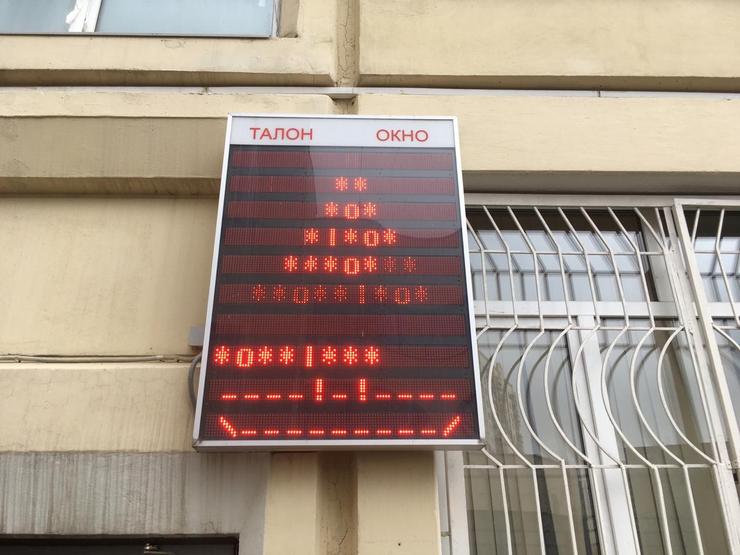 ТАЛОН ОКНО
**
*o*
*|*o*
****o***
**o**|*o*
*o**|***
----!-!----
\---------/